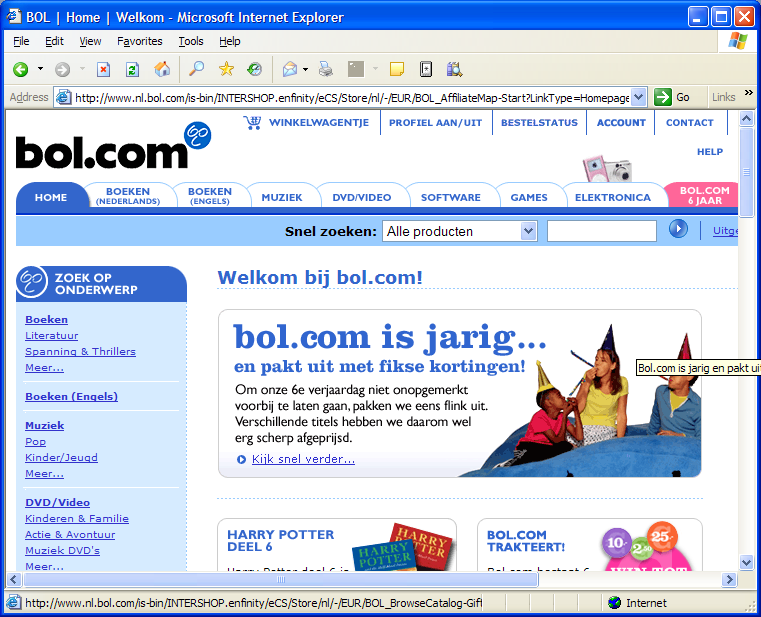 BOL | Home | Welkom - Microsoft Internet Explorer
File Edit View Favorites Tools Help
Address http://www.nl.bol.com/is-bin/INTERSHOP.enfinity/eCS/Store/nl/-/EUR/BOL_AffiliateMap-Start?LinkType=Homepage Go Links »
WINKELWAGENTJE PROFIEL AAN/UIT BESTELSTATUS ACCOUNT CONTACT
HELP
bol.com
HOME
BOEKEN
(NEDERLANDS)
BOEKEN
(ENGELS)
MUZIEK
DVD/VIDEO
SOFTWARE
GAMES
ELEKTRONICA
BOL.COM
6 JAAR
Snel zoeken: Alle producten Uitge
ZOEK OP
ONDERWERP
Boeken
Literatuur
Spanning & Thrillers
Meer...
Boeken (Engels)
Muziek
Pop
Kinder/Jeugd
Meer...
DVD/Video
Kinderen & Familie
Actie & Avontuur
Muziek DVD's
Meer...
Welkom bij bol.com!
bol.com is jarig...
en pakt uit met fikse kortingen!
Om onze 6e verjaardag niet onopgemerkt
voorbij te laten gaan, pakken we eens flink uit.
Verschillende titels hebben we daarom wel
erg scherp afgeprijsd.
Kijk snel verder...
Bol.com is jarig en pakt uit
HARRY POTTER
DEEL 6
HARRY POTTER
HARRY POTTER
Harry Potter deel 6 is
BOL.COM
TRAKTEERT!
10,-
25,-
WIN TOT
Bol.com bestaat 6
http://www.nl.bol.com/is-bin/INTERSHOP.enfinity/eCS/Store/nl/-/EUR/BOL_BrowseCatalog-Gift Internet